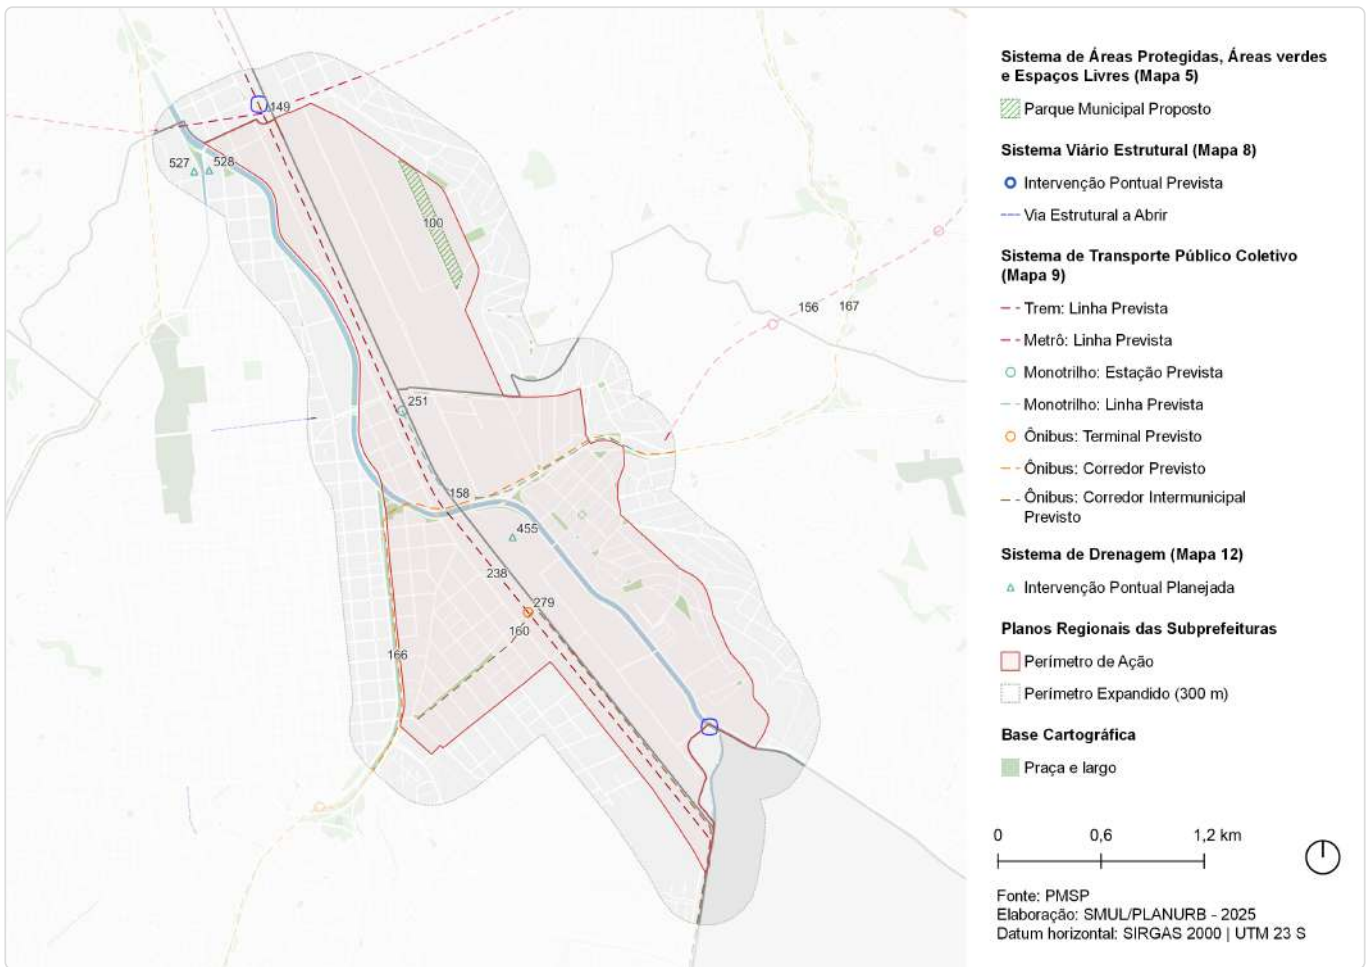 149
527
528
100
156
167
251
158
455
238
279
160
166
Sistema de Áreas Protegidas, Áreas verdes
e Espaços Livres (Mapa 5)
Parque Municipal Proposto
Sistema Viário Estrutural (Mapa 8)
Intervenção Pontual Prevista
Via Estrutural a Abrir
Sistema de Transporte Público Coletivo
(Mapa 9)
Trem: Linha Prevista
Metrô: Linha Prevista
Monotrilho: Estação Prevista
Monotrilho: Linha Prevista
Ônibus: Terminal Previsto
Ônibus: Corredor Previsto
Ônibus: Corredor Intermunicipal
Previsto
Sistema de Drenagem (Mapa 12)
Intervenção Pontual Planejada
Planos Regionais das Subprefeituras
Perímetro de Ação
Perímetro Expandido (300 m)
Base Cartográfica
Praça e largo
0 0,6 1,2 km
Fonte: PMSP
Elaboração: SMUL/PLANURB - 2025
Datum horizontal: SIRGAS 2000 | UTM 23 S